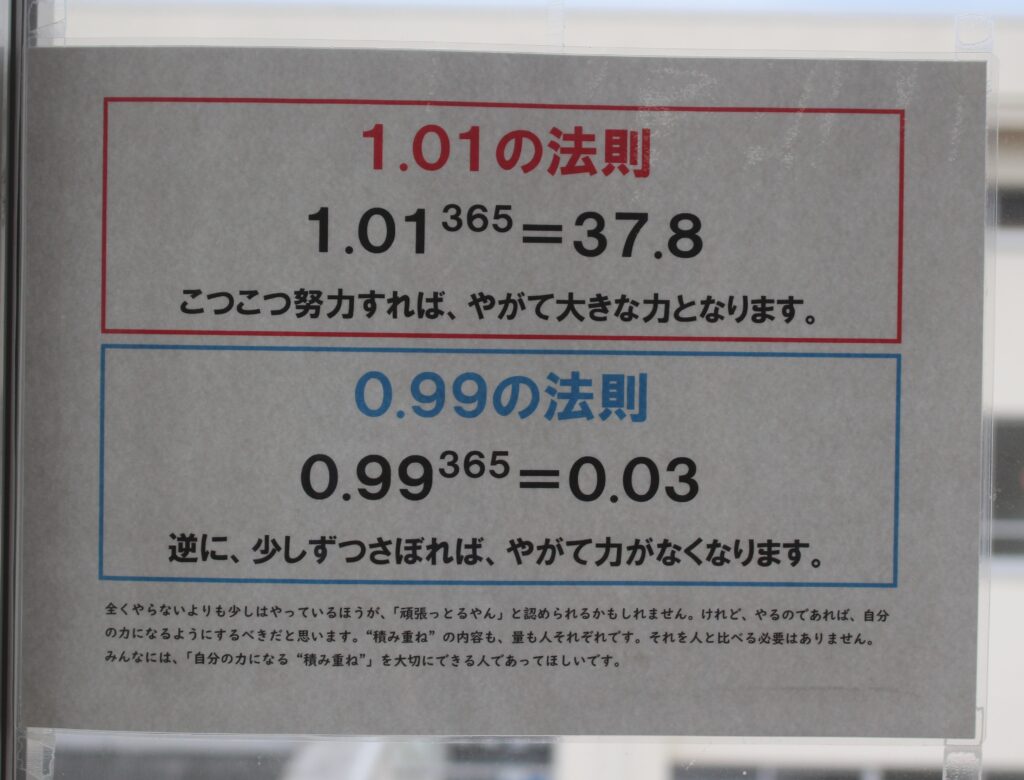 1.01の法則
1.01³⁶⁵=37.8
こつこつ努力すれば、やがて大きな力となります。
0.99の法則
0.99³⁶⁵=0.03
逆に、少しずつさぼれば、やがて力がなくなります。
全くやらないよりも少しはやっているほうが、「頑張っとるやん」と認められるかもしれません。けれど、やるのであれば、自分
の力になるようにするべきだと思います。“積み重ね”の内容も、量も人それぞれです。それを人と比べる必要はありません。
みんなには、「自分の力になる“積み重ね”」を大切にできる人であってほしいです。